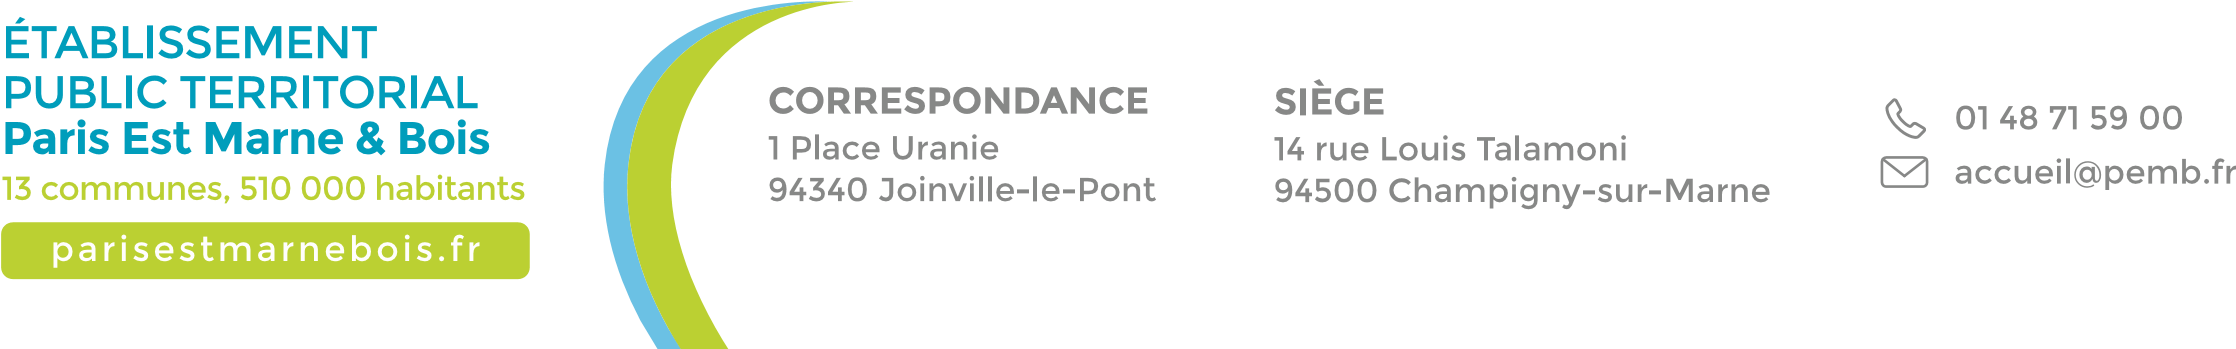 ÉTABLISSEMENT
PUBLIC TERRITORIAL
Paris Est Marne & Bois
13 communes, 510 000 habitants
parisestmarnebois.fr
CORRESPONDANCE
1 Place Uranie
94340 Joinville-le-Pont
SIÈGE
14 rue Louis Talamoni
94500 Champigny-sur-Marne
01 48 71 59 00
accueil@pemb.fr